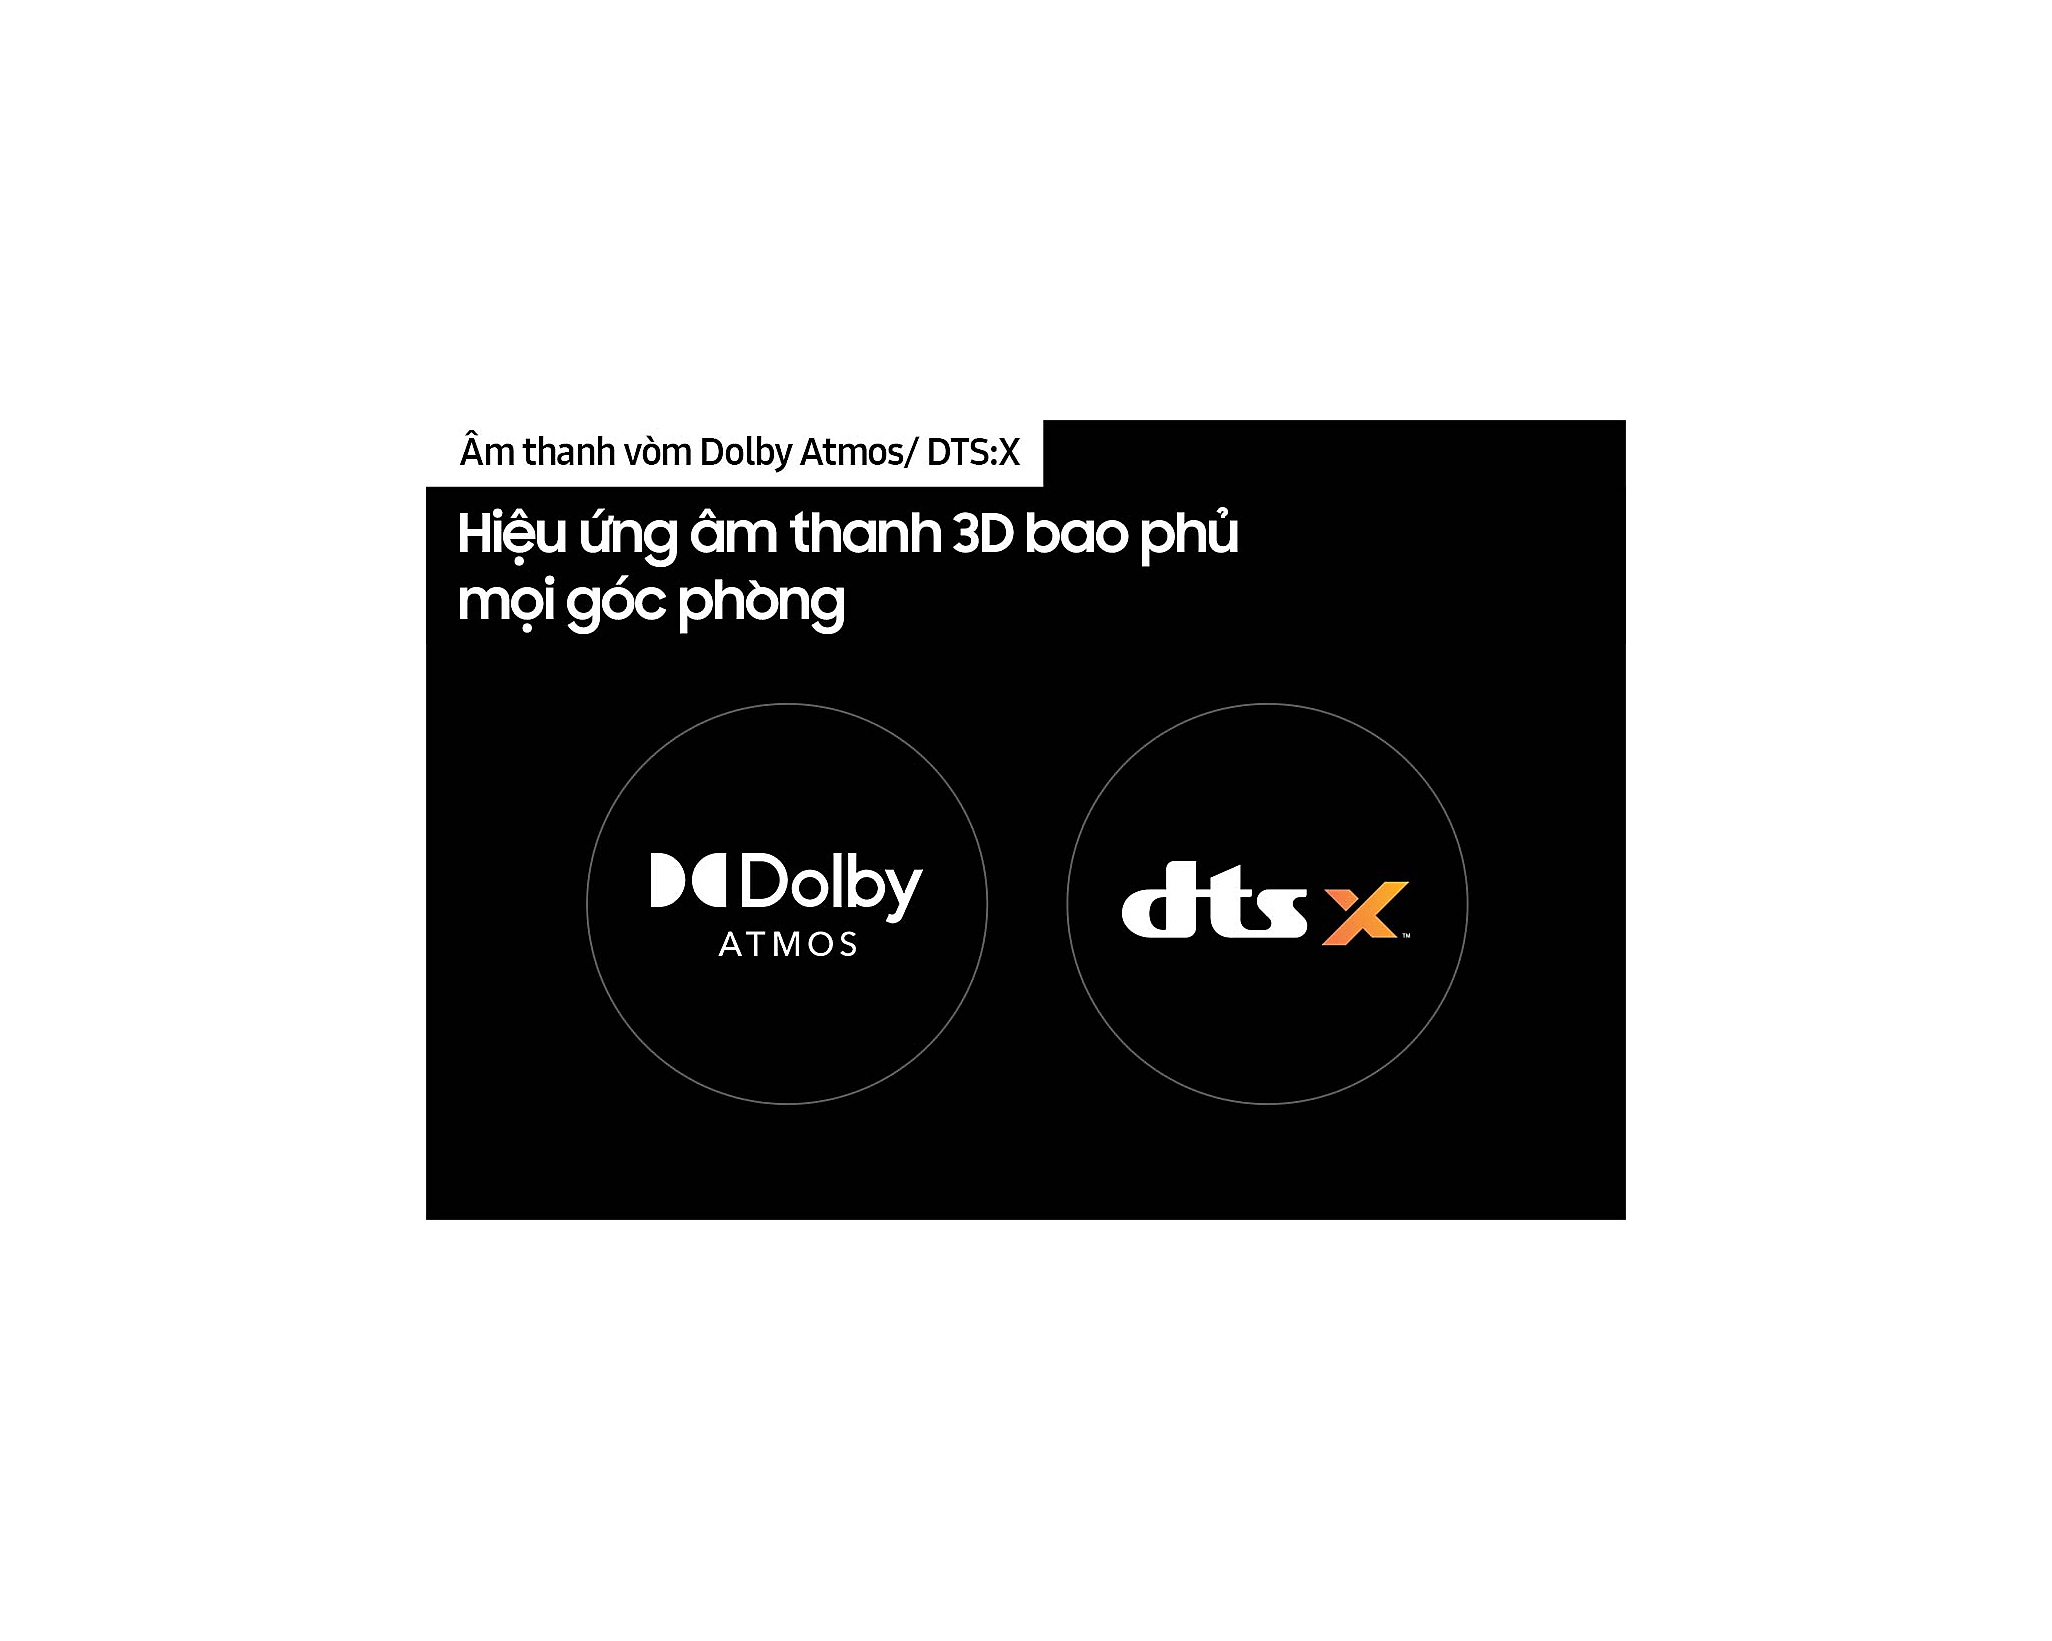 Âm thanh vòm Dolby Atmos/ DTS:X
Hiệu ứng âm thanh 3D bao phủ
mọi góc phòng
Dolby
ATMOS
dts x ™